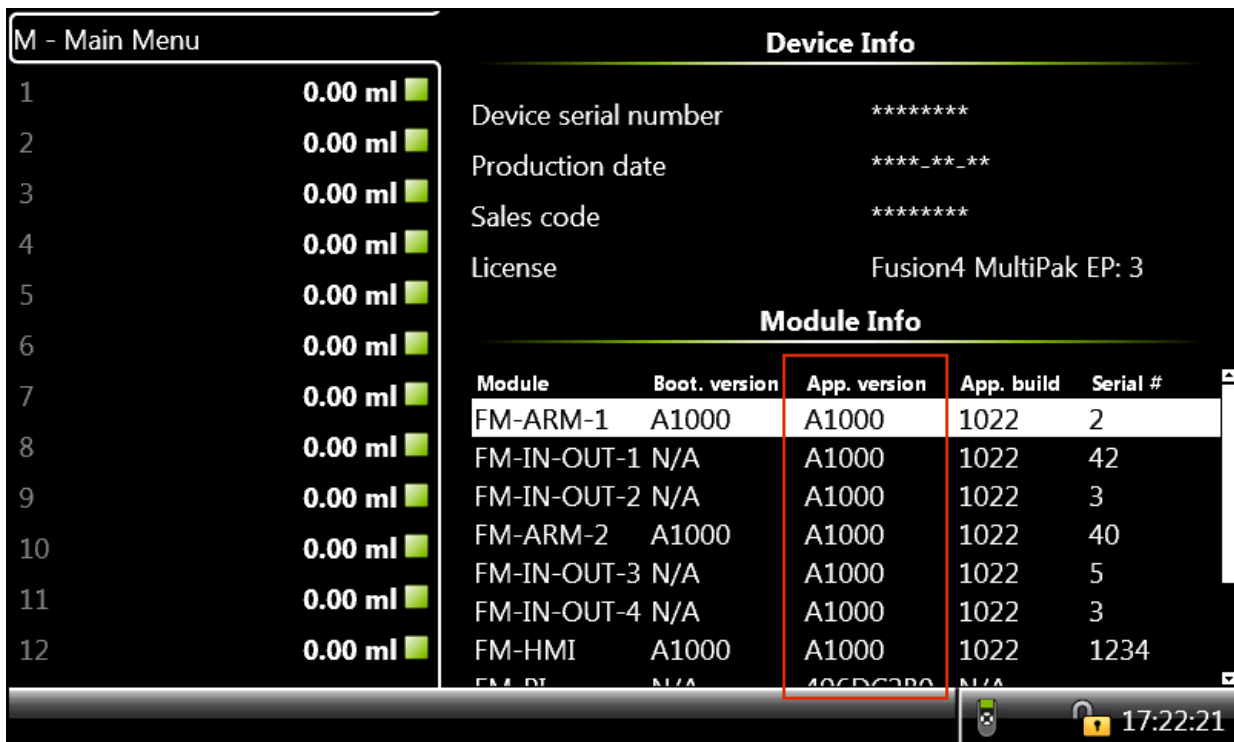 M - Main Menu
1 0.00 ml
2 0.00 ml
3 0.00 ml
4 0.00 ml
5 0.00 ml
6 0.00 ml
7 0.00 ml
8 0.00 ml
9 0.00 ml
10 0.00 ml
11 0.00 ml
12 0.00 ml
Device Info
Device serial number ********
Production date ****-**-**
Sales code ********
License Fusion4 MultiPak EP: 3
Module Info
Module Boot. version App. version App. build Serial #
FM-ARM-1 A1000 A1000 1022 2
FM-IN-OUT-1 N/A A1000 1022 42
FM-IN-OUT-2 N/A A1000 1022 3
FM-ARM-2 A1000 A1000 1022 40
FM-IN-OUT-3 N/A A1000 1022 5
FM-IN-OUT-4 N/A A1000 1022 3
FM-HMI A1000 A1000 1022 1234
N/A N/A
17:22:21